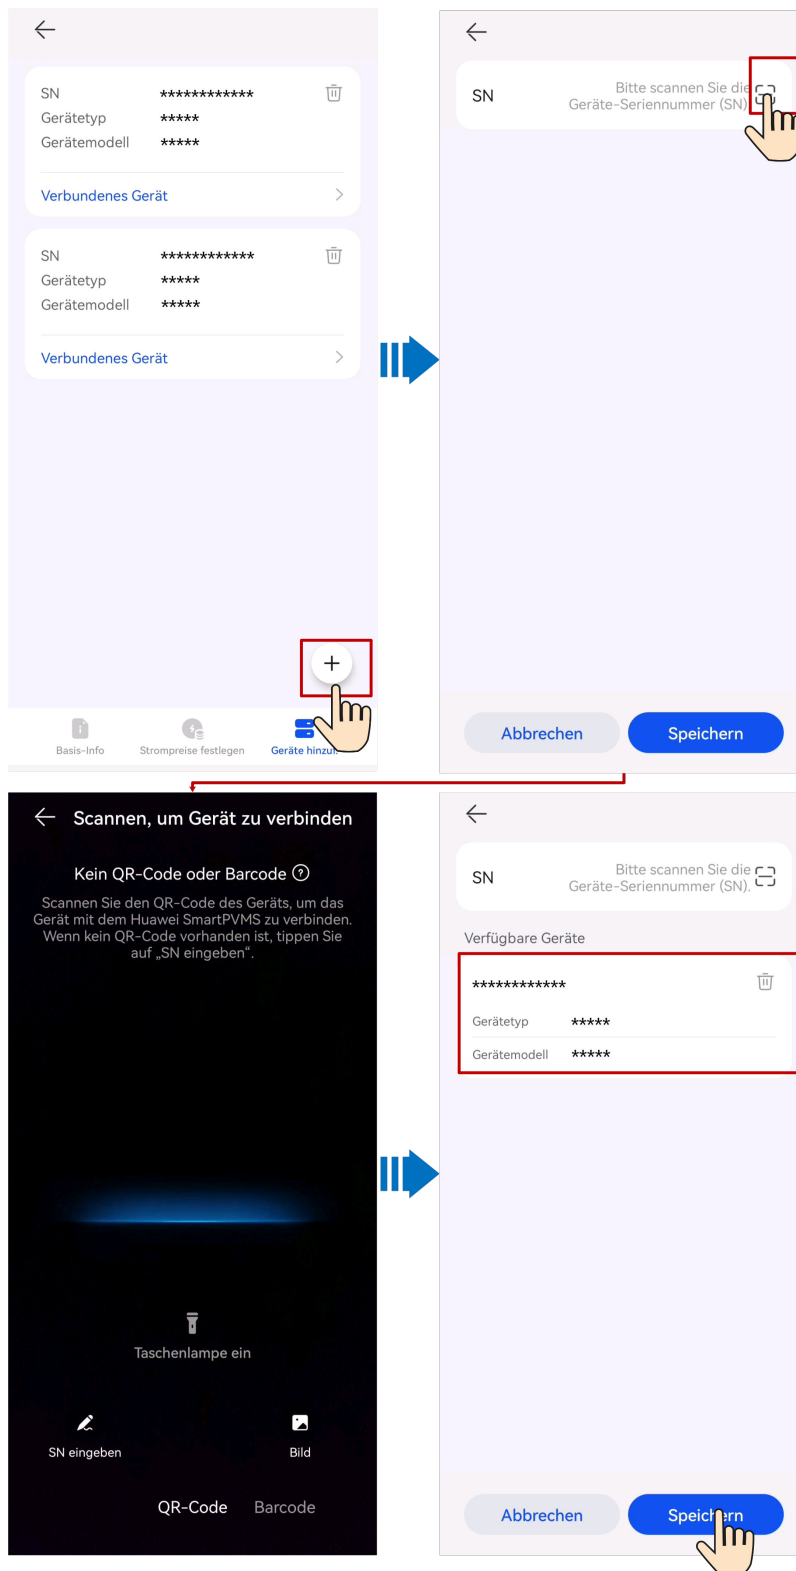 SN ************
Gerätetyp *****
Gerätemodell *****
Verbundenes Gerät
SN ************
Gerätetyp *****
Gerätemodell *****
Verbundenes Gerät
Basis-Info Strompreise festlegen Geräte hinzuf.
SN Bitte scannen Sie die
Geräte-Seriennummer (SN).
Abbrechen Speichern
Scannen, um Gerät zu verbinden
Kein QR-Code oder Barcode
Scannen Sie den QR-Code des Geräts, um das
Gerät mit dem Huawei SmartPVMS zu verbinden.
Wenn kein QR-Code vorhanden ist, tippen Sie
auf „SN eingeben“.
Taschenlampe ein
SN eingeben Bild
QR-Code Barcode
SN Bitte scannen Sie die
Geräte-Seriennummer (SN).
Verfügbare Geräte
************
Gerätetyp *****
Gerätemodell *****
Abbrechen Speichern